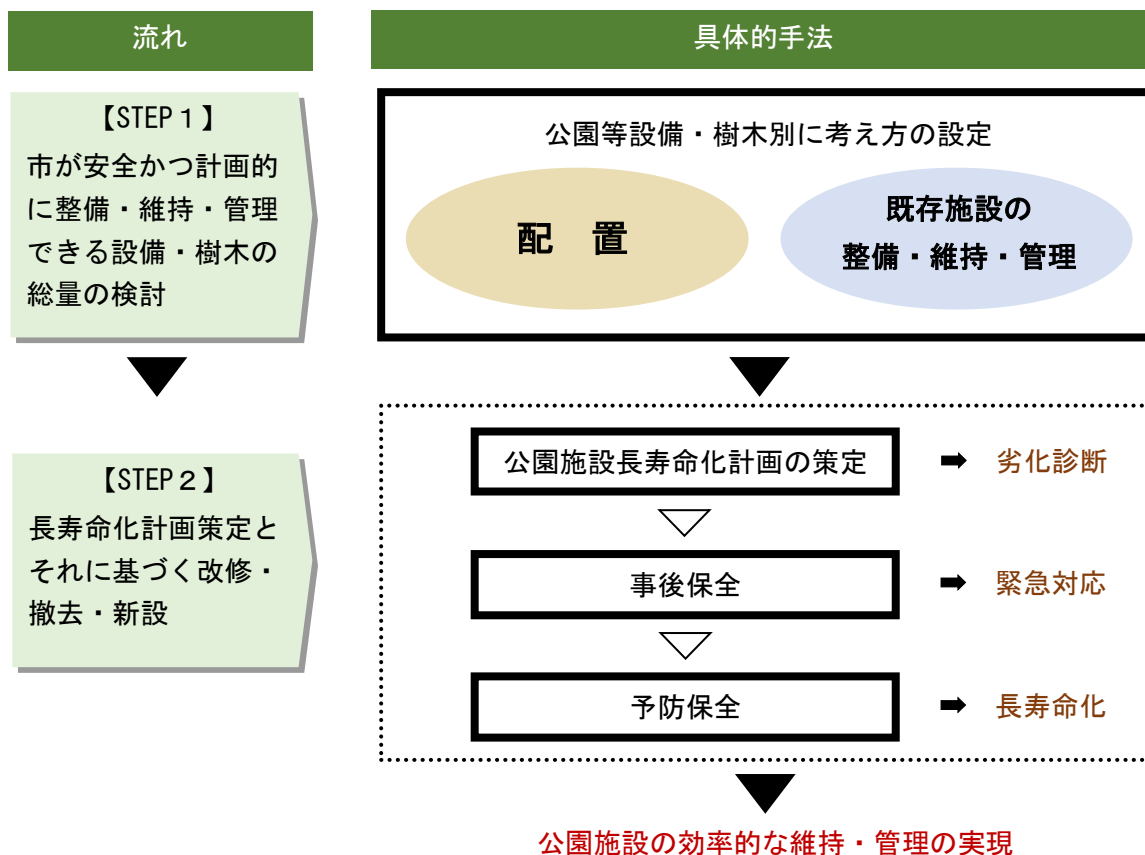 流れ
具体的手法
【STEP１】
市が安全かつ計画的
に整備・維持・管理
できる設備・樹木の
総量の検討
公園等設備・樹木別に考え方の設定
配　置
既存施設の
整備・維持・管理
【STEP２】
長寿命化計画策定と
それに基づく改修・
撤去・新設
公園施設長寿命化計画の策定 ➡ 劣化診断
事後保全 ➡ 緊急対応
予防保全 ➡ 長寿命化
公園施設の効率的な維持・管理の実現